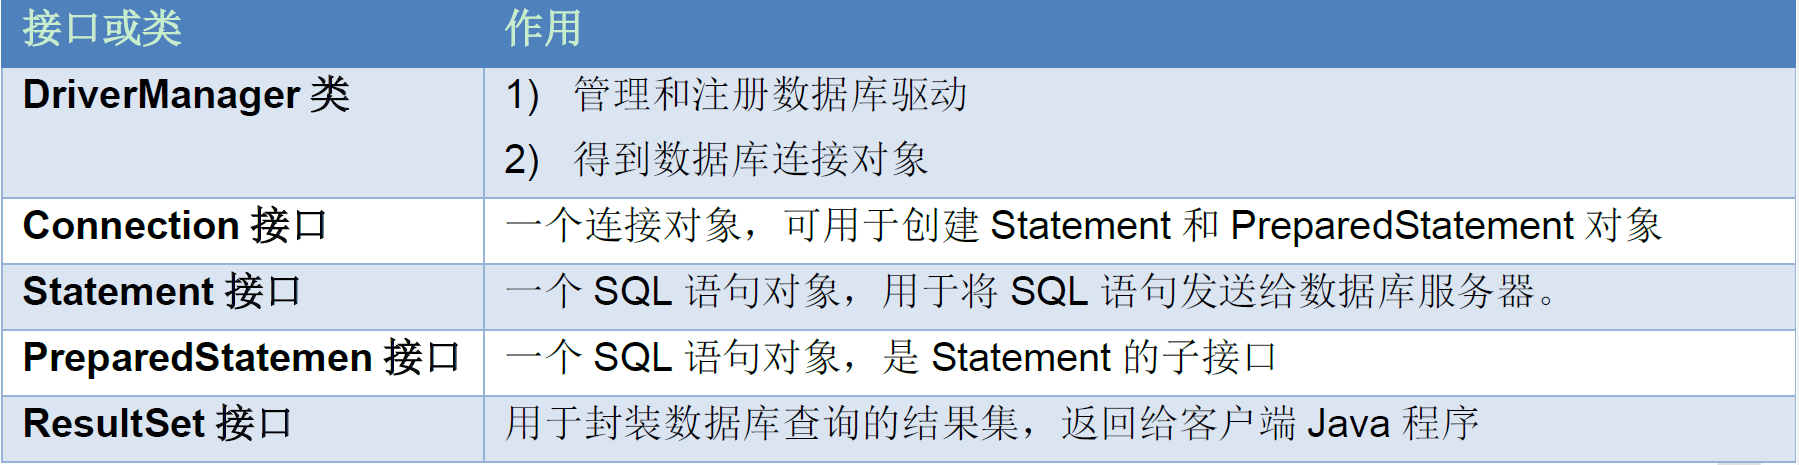 接口或类 作用
DriverManager 类 1) 管理和注册数据库驱动
2) 得到数据库连接对象
Connection 接口 一个连接对象，可用于创建 Statement 和 PreparedStatement 对象
Statement 接口 一个 SQL 语句对象，用于将 SQL 语句发送给数据库服务器。
PreparedStatemen 接口 一个 SQL 语句对象，是 Statement 的子接口
ResultSet 接口 用于封装数据库查询的结果集，返回给客户端 Java 程序